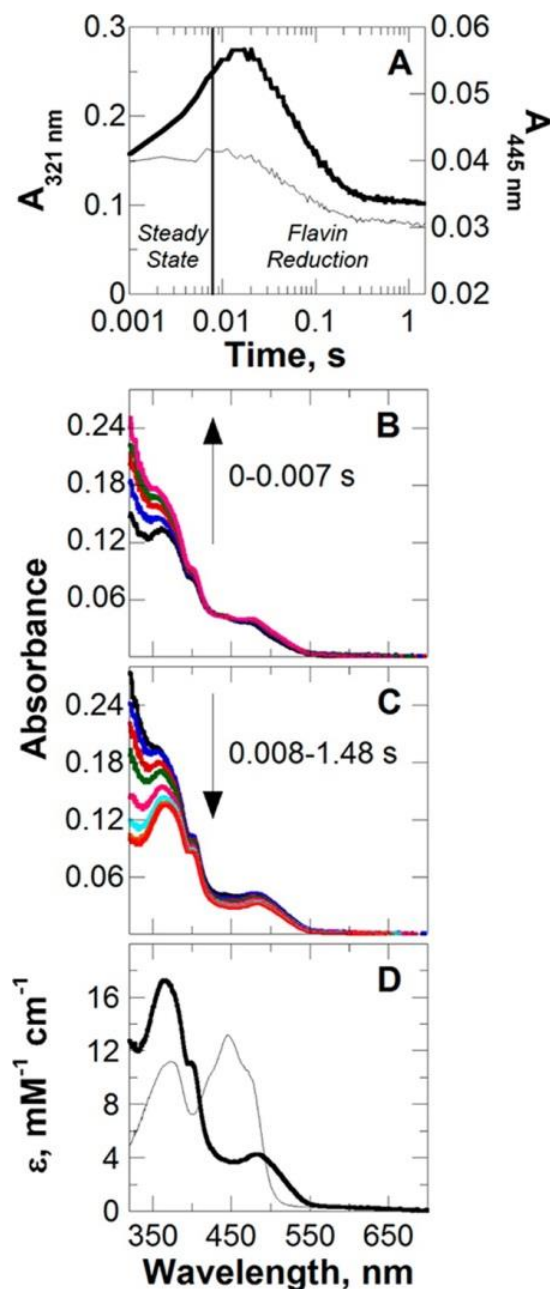 A
0.3
0.2
0.1
0
A 321 nm
0.06
0.05
0.04
0.03
0.02
A 445 nm
Steady State
Flavin Reduction
0.001
0.01
0.1
1
Time, s
B
0.24
0.18
0.12
0.06
0-0.007 s
Absorbance
C
0.24
0.18
0.12
0.06
0.008-1.48 s
D
16
12
8
4
0
ε, mM⁻¹ cm⁻¹
350
450
550
650
Wavelength, nm